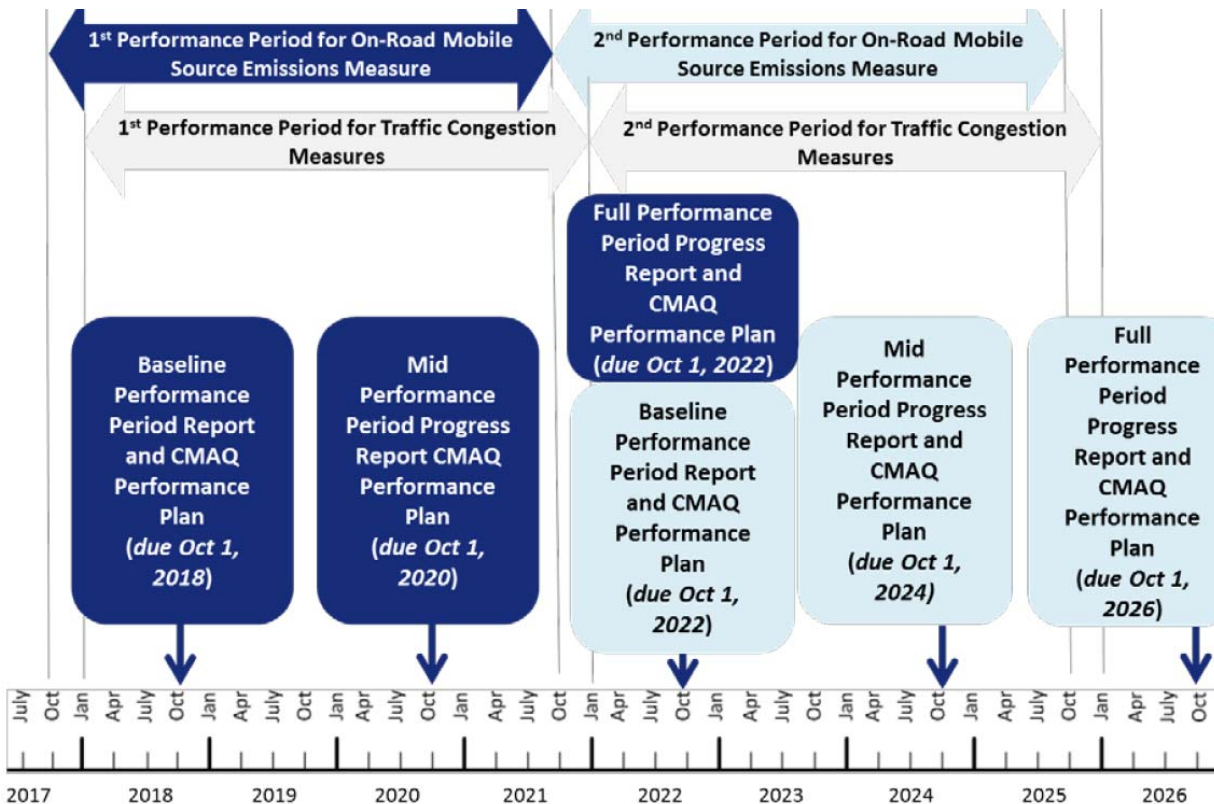 1st Performance Period for On-Road Mobile
Source Emissions Measure
2nd Performance Period for On-Road Mobile
Source Emissions Measure
1st Performance Period for Traffic Congestion
Measures
2nd Performance Period for Traffic Congestion
Measures
Baseline
Performance
Period Report
and CMAQ
Performance
Plan
(due Oct 1,
2018)
Mid
Performance
Period Progress
Report CMAQ
Performance
Plan
(due Oct 1,
2020)
Full Performance
Period Progress
Report and
CMAQ
Performance Plan
(due Oct 1, 2022)
Baseline
Performance
Period Report
and CMAQ
Performance
Plan
(due Oct 1,
2022)
Mid
Performance
Period Progress
Report and
CMAQ
Performance
Plan
(due Oct 1,
2024)
Full
Performance
Period
Progress
Report and
CMAQ
Performance
Plan
(due Oct 1,
2026)
July Oct Jan Apr July Oct Jan Apr July Oct Jan Apr July Oct Jan Apr July Oct Jan Apr July Oct Jan Apr July Oct Jan Apr July Oct Jan Apr July Oct Jan Apr July Oct
2017 2018 2019 2020 2021 2022 2023 2024 2025 2026